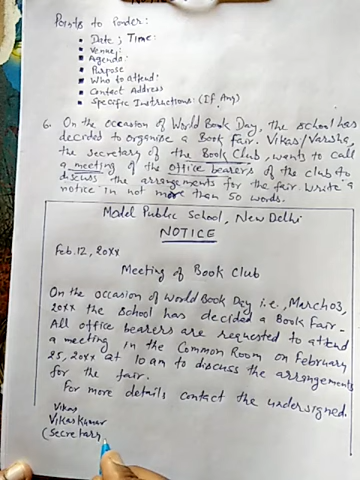 Points to Ponder:
Date; Time:
Venue;
Agenda:
Purpose
Who to attend:
Contact Address
Specific Instructions: (If Any)
6. On the occasion of World Book Day, the school has
decided to organise a Book fair. Vikas/Varsha,
the secretary of the Book Club, wants to call
a meeting of the office bearers of the club to
discuss the arrangements for the fair. Write a
notice in not more than 50 words.
Model Public School, New Delhi
NOTICE
Feb. 12, 20XX
Meeting of Book Club
On the occasion of World Book Day i.e., March 03,
20XX the school has decided a Book Fair.
All office bearers are requested to attend
a meeting in the Common Room on February
25, 20XX at 10 am to discuss the arrangements
for the fair.
For more details contact the undersigned.
Vikas
Vikas Kumar
(Secretary